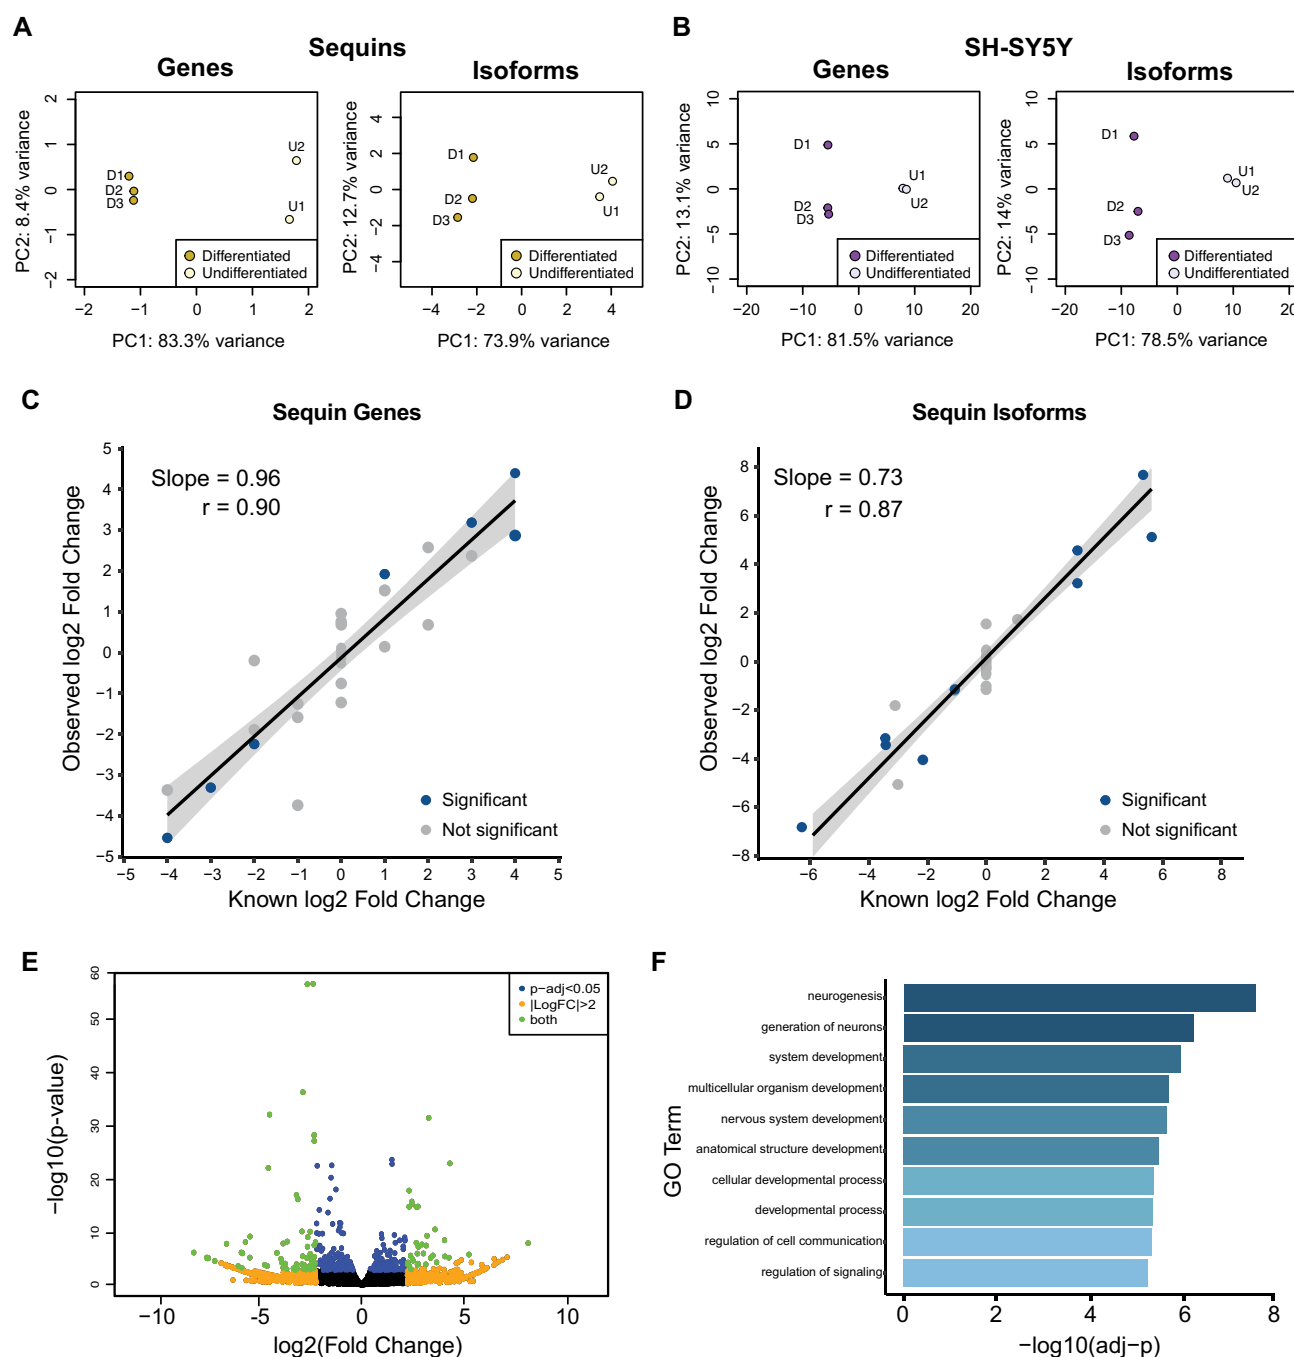 A
Sequins
Genes
Isoforms
PC2: 8.4% variance
2
1
0
−1
−2
D1
D2
D3
U2
U1
Differentiated
Undifferentiated
−2 −1 0 1 2
PC1: 83.3% variance
PC2: 12.7% variance
4
2
0
−2
−4
D1
D2
D3
U2
U1
Differentiated
Undifferentiated
−4 −2 0 2 4
PC1: 73.9% variance
B
SH-SY5Y
Genes
Isoforms
PC2: 13.1% variance
10
5
0
−5
−10
D1
D2
D3
U1
U2
Differentiated
Undifferentiated
−20 −10 0 10 20
PC1: 81.5% variance
PC2: 14% variance
10
5
0
−5
−10
D1
D2
D3
U1
U2
Differentiated
Undifferentiated
−20 −10 0 10 20
PC1: 78.5% variance
C
Sequin Genes
Observed log2 Fold Change
5
4
3
2
1
0
−1
−2
−3
−4
−5
Slope = 0.96
r = 0.90
Significant
Not significant
−5 −4 −3 −2 −1 0 1 2 3 4 5
Known log2 Fold Change
D
Sequin Isoforms
Observed log2 Fold Change
8
6
4
2
0
−2
−4
−6
−8
Slope = 0.73
r = 0.87
Significant
Not significant
−6 −4 −2 0 2 4 6 8
Known log2 Fold Change
E
−log10(p-value)
60
50
40
30
20
10
0
p−adj<0.05
|LogFC|>2
both
−10 -5 0 5 10
log2(Fold Change)
F
GO Term
neurogenesis
generation of neurons
system development
multicellular organism development
nervous system development
anatomical structure development
cellular developmental process
developmental process
regulation of cell communication
regulation of signaling
0 2 4 6 8
−log10(adj−p)